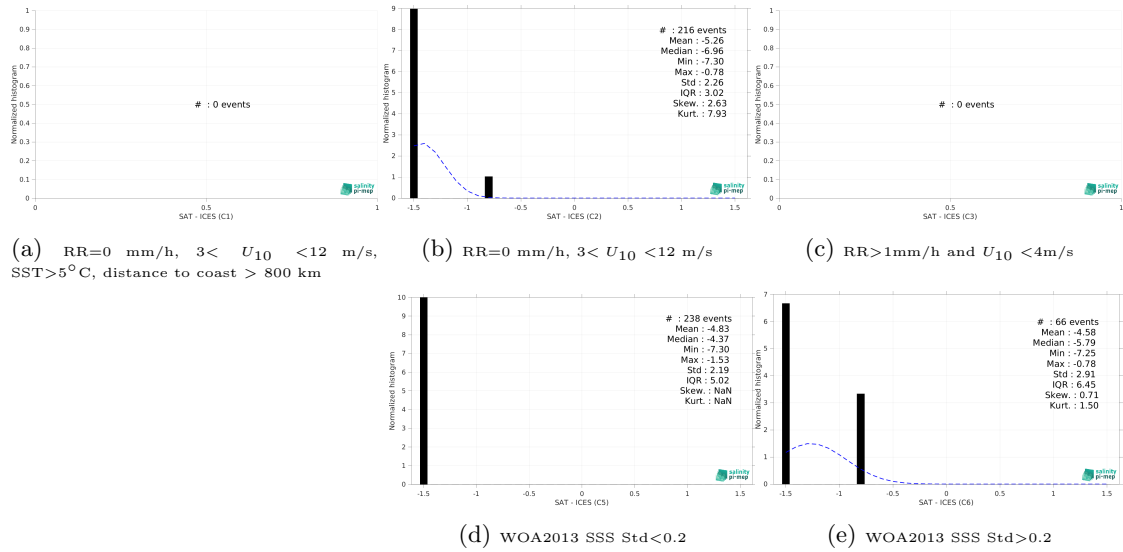 1
0.9
0.8
0.7
0.6
0.5
0.4
0.3
0.2
0.1
0
Normalized histogram
# : 0 events
salinity
pi-mep
0 0.5 1
SAT - ICES (C1)
(a) RR=0 mm/h, 3< U10 <12 m/s,
SST>5°C, distance to coast > 800 km
9
8
7
6
5
4
3
2
1
0
Normalized histogram
# : 216 events
Mean : -5.26
Median : -6.96
Min : -7.30
Max : -0.78
Std : 2.26
IQR : 3.02
Skew. : 2.63
Kurt. : 7.93
salinity
pi-mep
-1.5 -1 -0.5 0 0.5 1 1.5
SAT - ICES (C2)
(b) RR=0 mm/h, 3< U10 <12 m/s
1
0.9
0.8
0.7
0.6
0.5
0.4
0.3
0.2
0.1
0
Normalized histogram
# : 0 events
salinity
pi-mep
0 0.5 1
SAT - ICES (C3)
(c) RR>1mm/h and U10 <4m/s
10
9
8
7
6
5
4
3
2
1
0
Normalized histogram
# : 238 events
Mean : -4.83
Median : -4.37
Min : -7.30
Max : -1.53
Std : 2.19
IQR : 5.02
Skew. : NaN
Kurt. : NaN
salinity
pi-mep
-1.5 -1 -0.5 0 0.5 1 1.5
SAT - ICES (C5)
(d) WOA2013 SSS Std<0.2
7
6
5
4
3
2
1
0
Normalized histogram
# : 66 events
Mean : -4.58
Median : -5.79
Min : -7.25
Max : -0.78
Std : 2.91
IQR : 6.45
Skew. : 0.71
Kurt. : 1.50
salinity
pi-mep
-1.5 -1 -0.5 0 0.5 1 1.5
SAT - ICES (C6)
(e) WOA2013 SSS Std>0.2